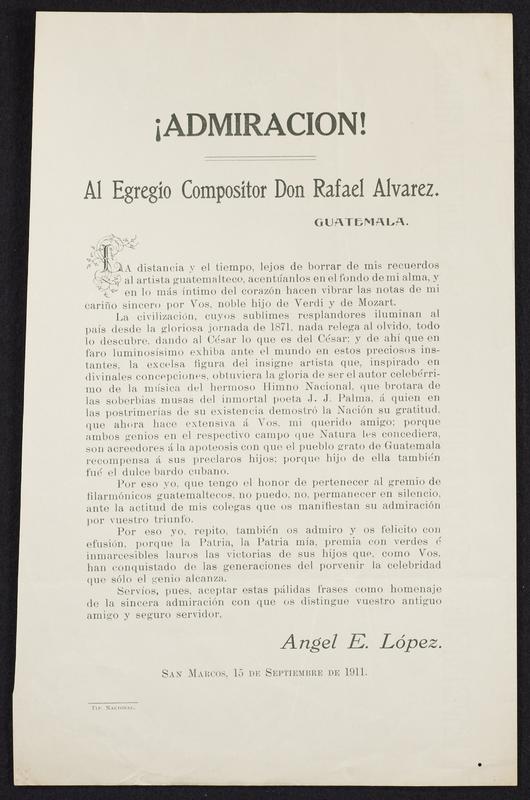 ¡ADMIRACION!
Al Egregio Compositor Don Rafael Alvarez.
GUATEMALA.
LA distancia y el tiempo, lejos de borrar de mis recuerdos
al artista guatemalteco, acentúanlos en el fondo de mi alma, y
en lo más íntimo del corazón hacen vibrar las notas de mi
cariño sincero por Vos, noble hijo de Verdi y de Mozart.
La civilización, cuyos sublimes resplandores iluminan al
país desde la gloriosa jornada de 1871, nada relega al olvido, todo
lo descubre, dando al César lo que es del César; y de ahí que en
faro luminosísimo exhiba ante el mundo en estos preciosos ins-
tantes, la excelsa figura del insigne artista que, inspirado en
divinales concepciones, obtuviera la gloria de ser el autor celebérri-
mo de la música del hermoso Himno Nacional, que brotara de
las soberbias musas del inmortal poeta J. J. Palma, á quien en
las postrimerías de su existencia demostró la Nación su gratitud,
que ahora hace extensiva á Vos, mi querido amigo; porque
ambos genios en el respectivo campo que Natura les concediera,
son acreedores á la apoteosis con que el pueblo grato de Guatemala
recompensa á sus preclaros hijos; porque hijo de ella también
fué el dulce bardo cubano.
Por eso yo, que tengo el honor de pertenecer al gremio de
filarmónicos guatemaltecos, no puedo, no, permanecer en silencio,
ante la actitud de mis colegas que os manifiestan su admiración
por vuestro triunfo.
Por eso yo, repito, también os admiro y os felicito con
efusión, porque la Patria, la Patria mía, premia con verdes é
inmarcesibles lauros las victorias de sus hijos que, como Vos,
han conquistado de las generaciones del porvenir la celebridad
que sólo el genio alcanza.
Servíos, pues, aceptar estas pálidas frases como homenaje
de la sincera admiración con que os distingue vuestro antiguo
amigo y seguro servidor,
Angel E. López.
SAN MARCOS, 15 DE SEPTIEMBRE DE 1911.
TIP. NACIONAL.